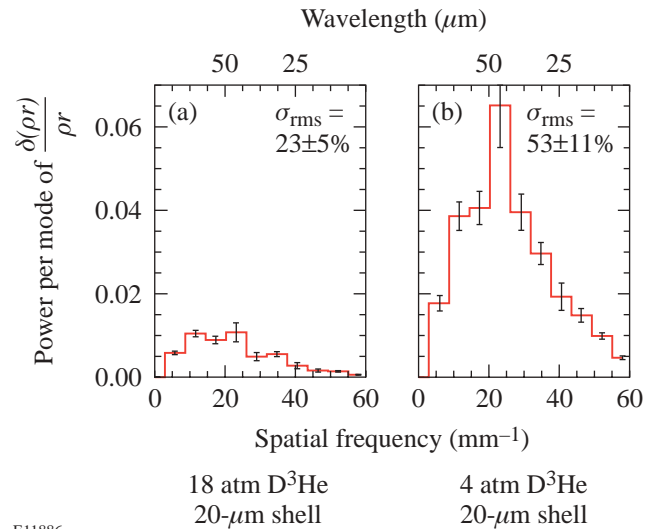 Wavelength (μm)
50 25 50 25
(a) σrms = 23±5%
(b) σrms = 53±11%
Power per mode of δ(ρr)/ρr
0.06
0.04
0.02
0.00
0 20 40 60 0 20 40 60
Spatial frequency (mm⁻¹)
18 atm D³He 4 atm D³He
20-μm shell 20-μm shell